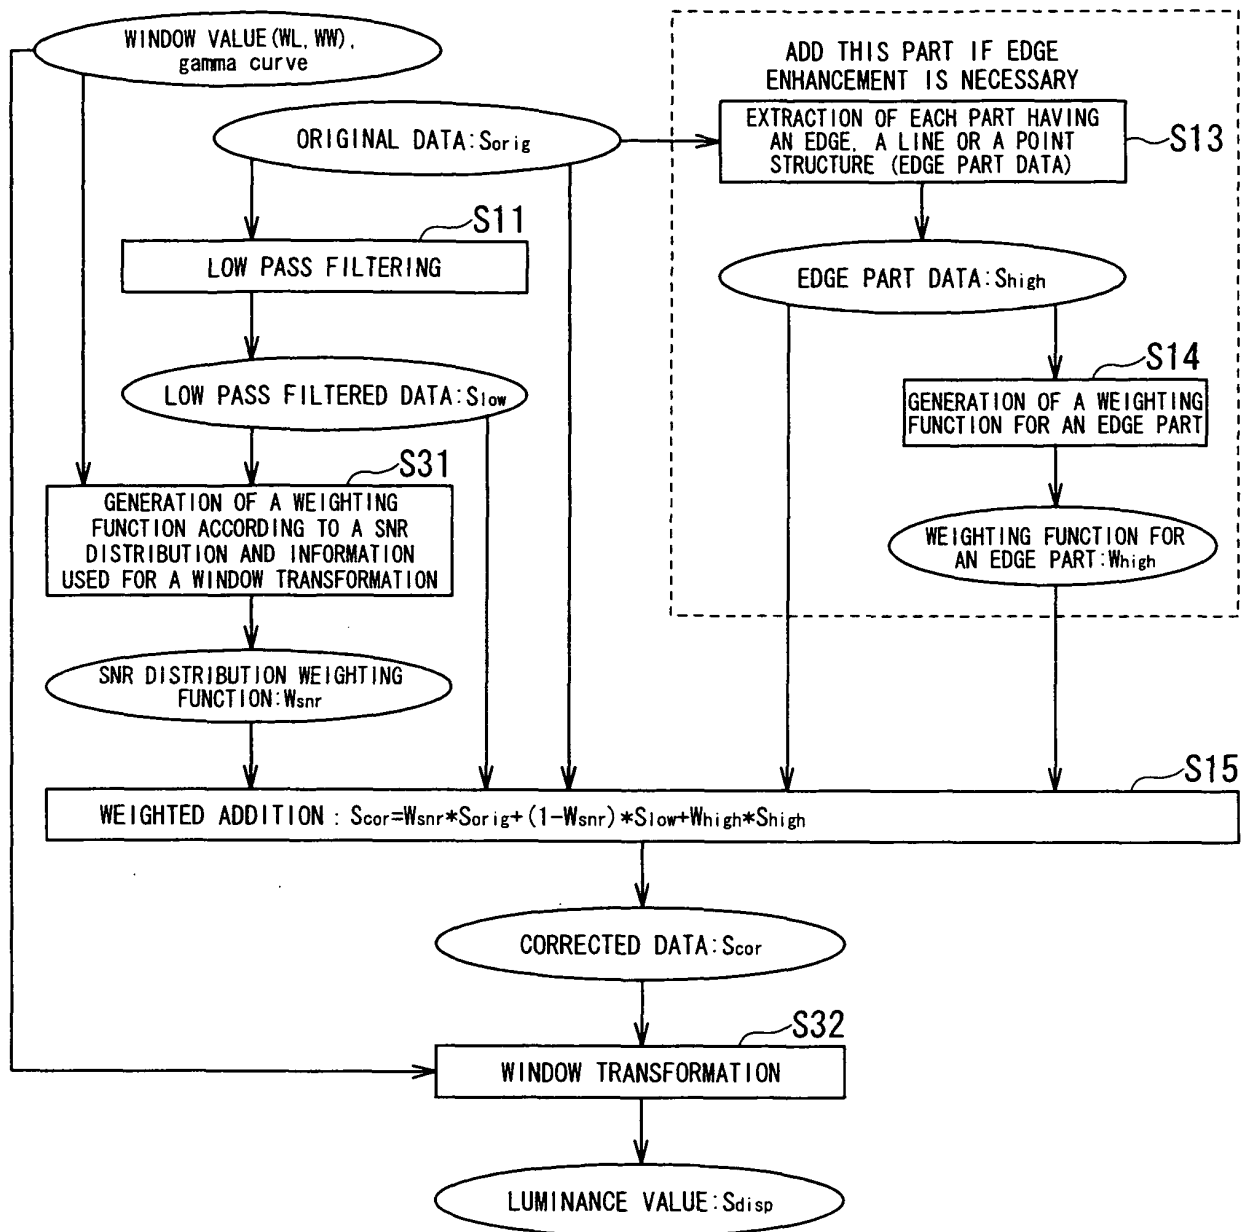 WINDOW VALUE(WL, WW),
gamma curve
ADD THIS PART IF EDGE
ENHANCEMENT IS NECESSARY
ORIGINAL DATA:Sorig
EXTRACTION OF EACH PART HAVING
AN EDGE, A LINE OR A POINT
STRUCTURE (EDGE PART DATA)
S13
S11
LOW PASS FILTERING
EDGE PART DATA:Shigh
S14
LOW PASS FILTERED DATA:Slow
GENERATION OF A WEIGHTING
FUNCTION FOR AN EDGE PART
S31
GENERATION OF A WEIGHTING
FUNCTION ACCORDING TO A SNR
DISTRIBUTION AND INFORMATION
USED FOR A WINDOW TRANSFORMATION
WEIGHTING FUNCTION FOR
AN EDGE PART:Whigh
SNR DISTRIBUTION WEIGHTING
FUNCTION:Wsnr
S15
WEIGHTED ADDITION : Scor=Wsnr*Sorig+(1-Wsnr)*Slow+Whigh*Shigh
CORRECTED DATA:Scor
S32
WINDOW TRANSFORMATION
LUMINANCE VALUE:Sdisp